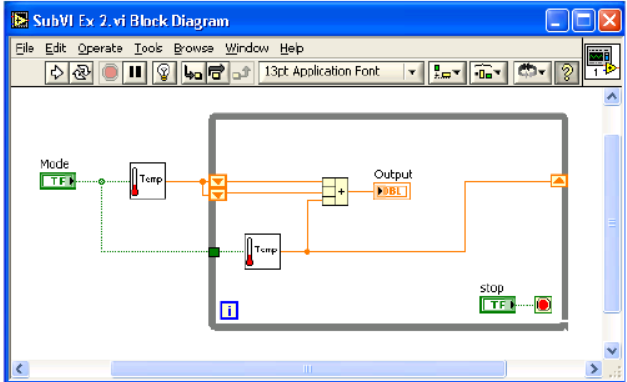 SubVI Ex 2.vi Block Diagram
File Edit Operate Tools Browse Window Help
13pt Application Font
1
Mode
TF
Temp
Output
DBL
Temp
stop
TF
i